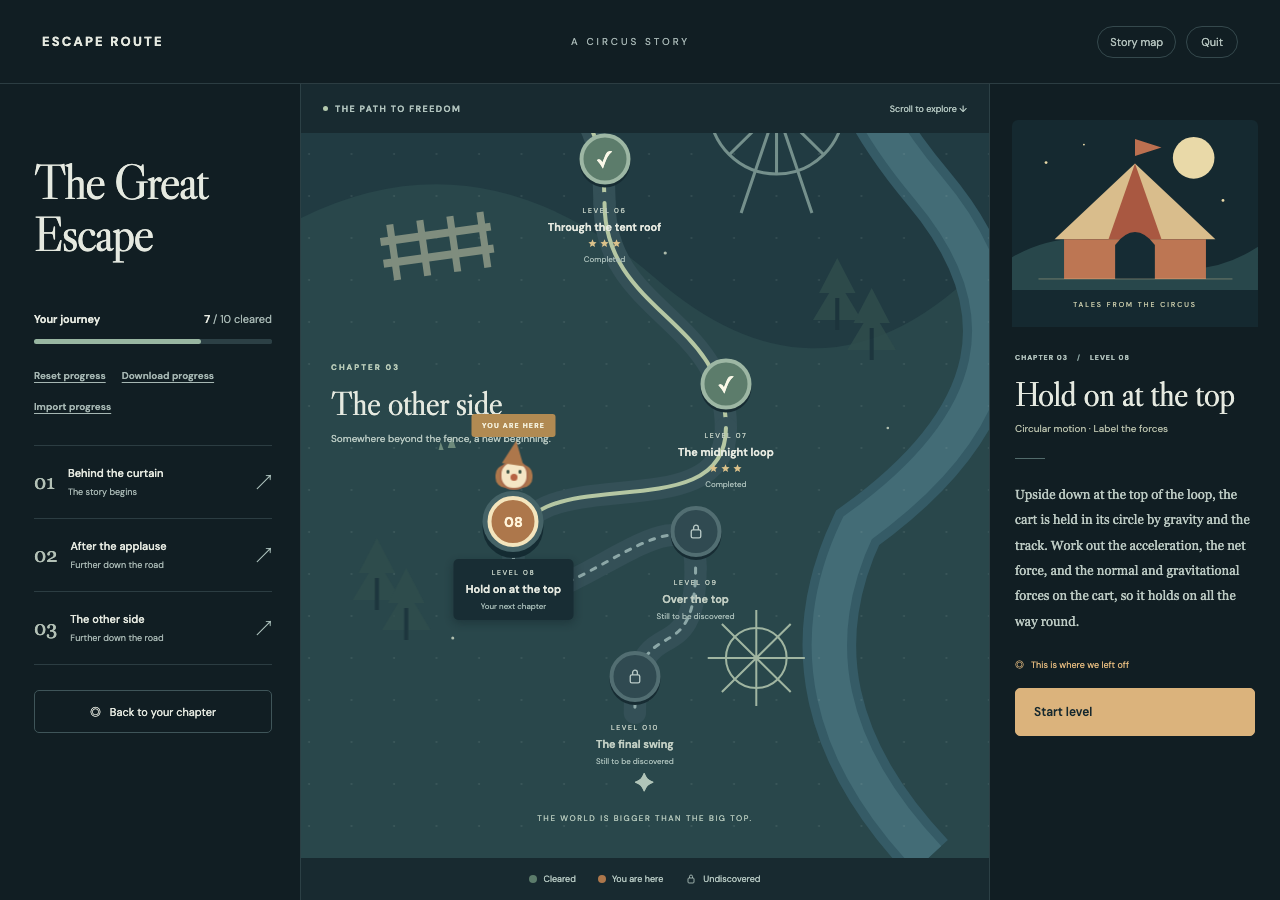 ESCAPE ROUTE
A CIRCUS STORY
Story map
Quit
The Great
Escape
Your journey
7 / 10 cleared
Reset progress
Download progress
Import progress
01
Behind the curtain
The story begins
02
After the applause
Further down the road
03
The other side
Further down the road
Back to your chapter
THE PATH TO FREEDOM
Scroll to explore ↓
LEVEL 06
Through the tent roof
Completed
CHAPTER 03
The other side
Somewhere beyond the fence, a new beginning.
LEVEL 07
The midnight loop
Completed
YOU ARE HERE
08
LEVEL 08
Hold on at the top
Your next chapter
LEVEL 09
Over the top
Still to be discovered
LEVEL 010
The final swing
Still to be discovered
THE WORLD IS BIGGER THAN THE BIG TOP.
Cleared
You are here
Undiscovered
TALES FROM THE CIRCUS
CHAPTER 03 / LEVEL 08
Hold on at the top
Circular motion · Label the forces
Upside down at the top of the loop, the
cart is held in its circle by gravity and the
track. Work out the acceleration, the net
force, and the normal and gravitational
forces on the cart, so it holds on all the
way round.
This is where we left off
Start level